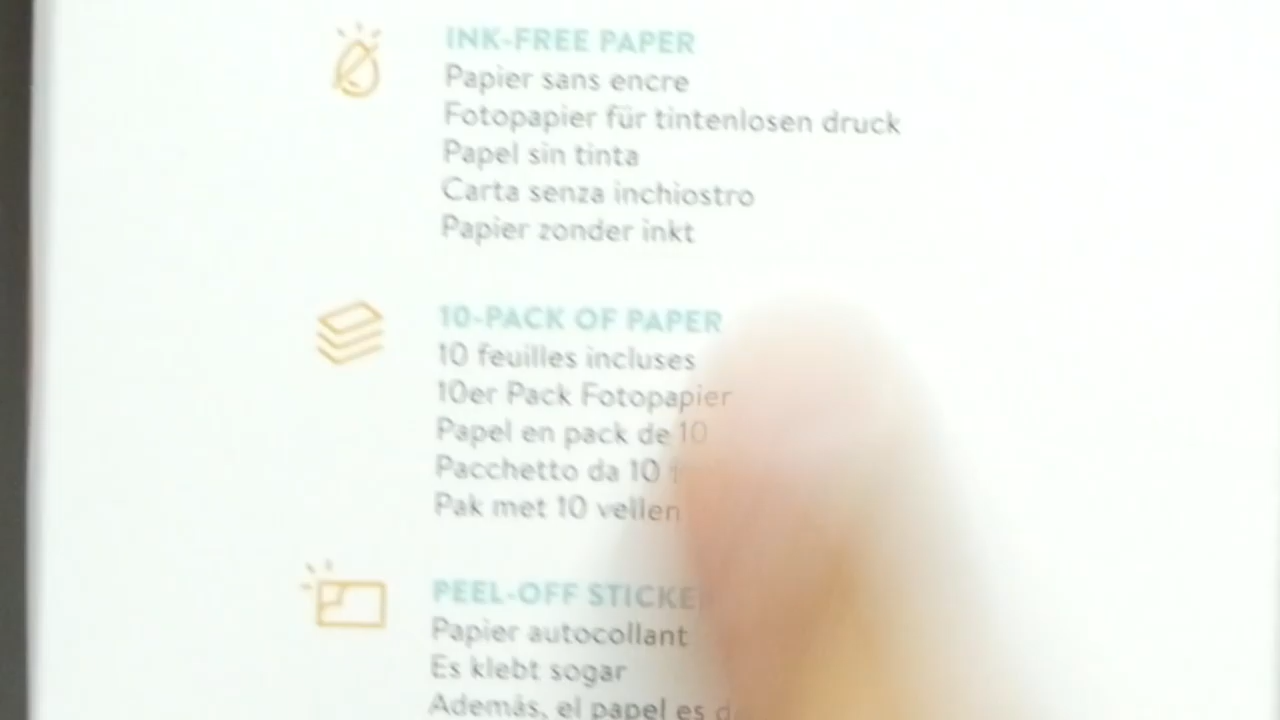 INK-FREE PAPER
Papier sans encre
Fotopapier für tintenlosen druck
Papel sin tinta
Carta senza inchiostro
Papier zonder inkt
10-PACK OF PAPER
10 feuilles incluses
10er Pack Fotopapier
Papel en pack de 10
Pacchetto da 10
Pak met 10 vellen
PEEL-OFF
Papier autocollant
Es klebt sogar
Además, el papel es